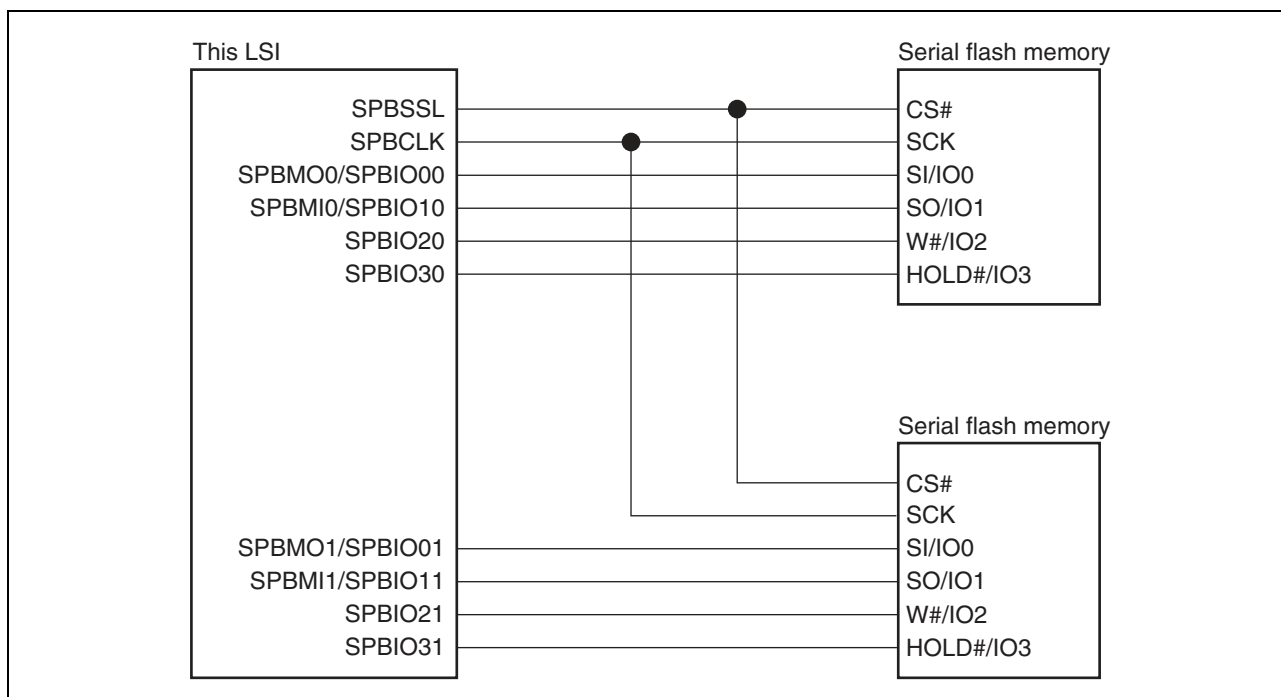 This LSI
SPBSSL
SPBCLK
SPBMO0/SPBIO00
SPBMI0/SPBIO10
SPBIO20
SPBIO30
SPBMO1/SPBIO01
SPBMI1/SPBIO11
SPBIO21
SPBIO31
Serial flash memory
CS#
SCK
SI/IO0
SO/IO1
W#/IO2
HOLD#/IO3
Serial flash memory
CS#
SCK
SI/IO0
SO/IO1
W#/IO2
HOLD#/IO3